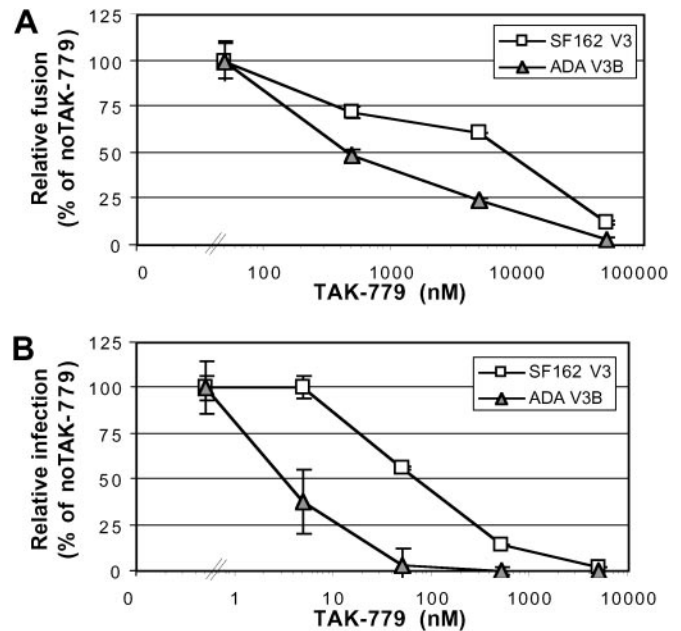 A
Relative fusion
(% of noTAK-779)
125
100
75
50
25
0
SF162 V3
ADA V3B
0 100 1000 10000 100000
TAK-779 (nM)
B
Relative infection
(% of noTAK-779)
125
100
75
50
25
0
SF162 V3
ADA V3B
0 1 10 100 1000 10000
TAK-779 (nM)